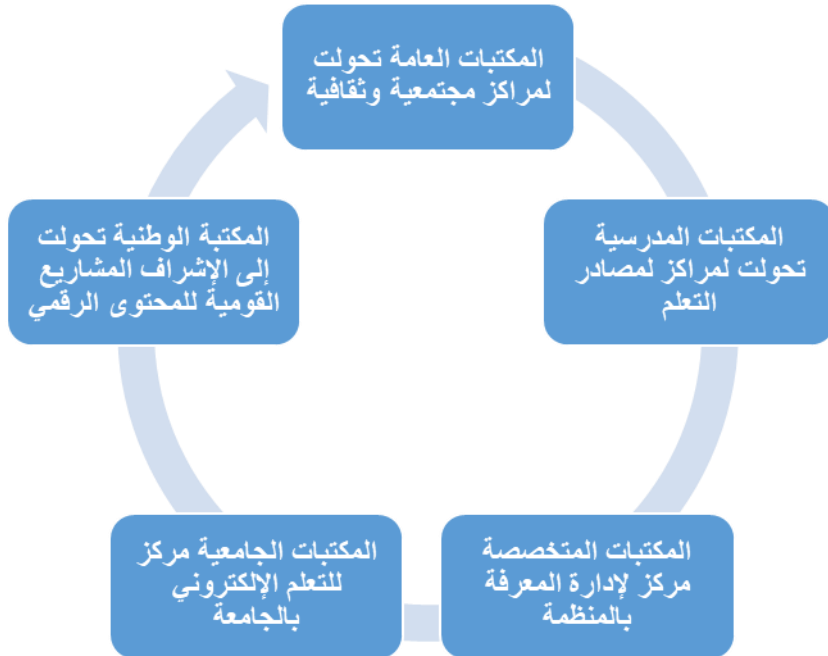 المكتبات العامة تحولت
لمراكز مجتمعية وثقافية
المكتبات المدرسية
تحولت لمراكز لمصادر
التعلم
المكتبات المتخصصة
مركز لإدارة المعرفة
بالمنظمة
المكتبات الجامعية مركز
للتعلم الإلكتروني
بالجامعة
المكتبة الوطنية تحولت
إلى الإشراف المشاريع
القومية للمحتوى الرقمي